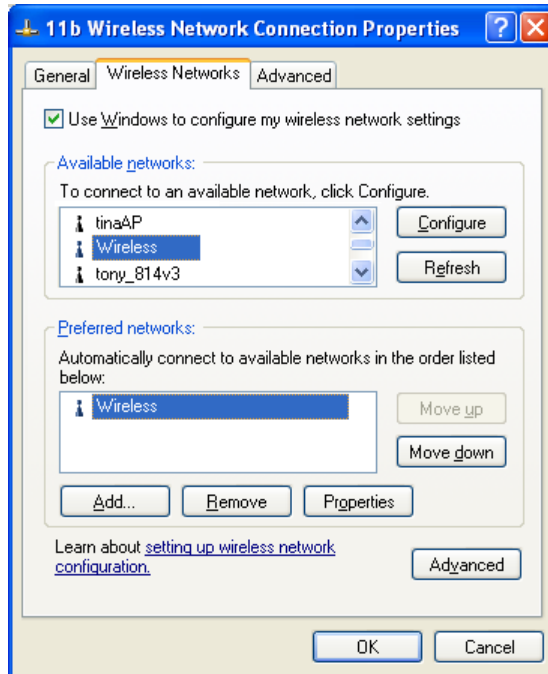 11b Wireless Network Connection Properties
General Wireless Networks Advanced
Use Windows to configure my wireless network settings
Available networks:
To connect to an available network, click Configure.
tinaAP
Wireless
tony_814v3
Configure
Refresh
Preferred networks:
Automatically connect to available networks in the order listed
below:
Wireless
Move up
Move down
Add... Remove Properties
Learn about setting up wireless network
configuration.
Advanced
OK Cancel